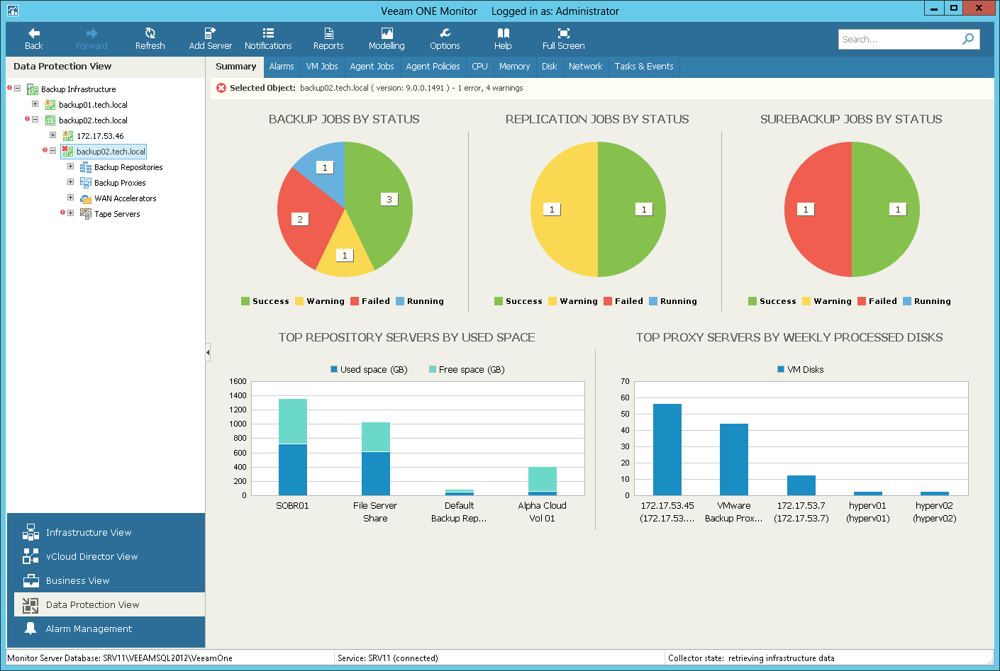 Veeam ONE Monitor Logged in as: Administrator
Back Forward Refresh Add Server Notifications Reports Modelling Options Help Full Screen Search...
Data Protection View
Summary Alarms VM Jobs Agent Jobs Agent Policies CPU Memory Disk Network Tasks & Events
Selected Object: backup02.tech.local ( version: 9.0.0.1491 ) - 1 error, 4 warnings
Backup Infrastructure
backup01.tech.local
backup02.tech.local
172.17.53.46
backup02.tech.local
Backup Repositories
Backup Proxies
WAN Accelerators
Tape Servers
BACKUP JOBS BY STATUS
1
3
2
1
Success Warning Failed Running
REPLICATION JOBS BY STATUS
1 1
Success Warning Failed Running
SUREBACKUP JOBS BY STATUS
1 1
Success Warning Failed Running
TOP REPOSITORY SERVERS BY USED SPACE
Used space (GB) Free space (GB)
1600
1400
1200
1000
800
600
400
200
0
SOBR01 File Server Default Alpha Cloud
Share Backup Rep... Vol 01
TOP PROXY SERVERS BY WEEKLY PROCESSED DISKS
VM Disks
70
60
50
40
30
20
10
0
172.17.53.45 VMware 172.17.53.7 hyperv01 hyperv02
(172.17.53.... Backup Prox... (172.17.53.7) (hyperv01) (hyperv02)
Infrastructure View
vCloud Director View
Business View
Data Protection View
Alarm Management
Monitor Server Database: SRV11\VEEAMSQL2012\VeeamOne Service: SRV11 (connected) Collector state: retrieving infrastructure data